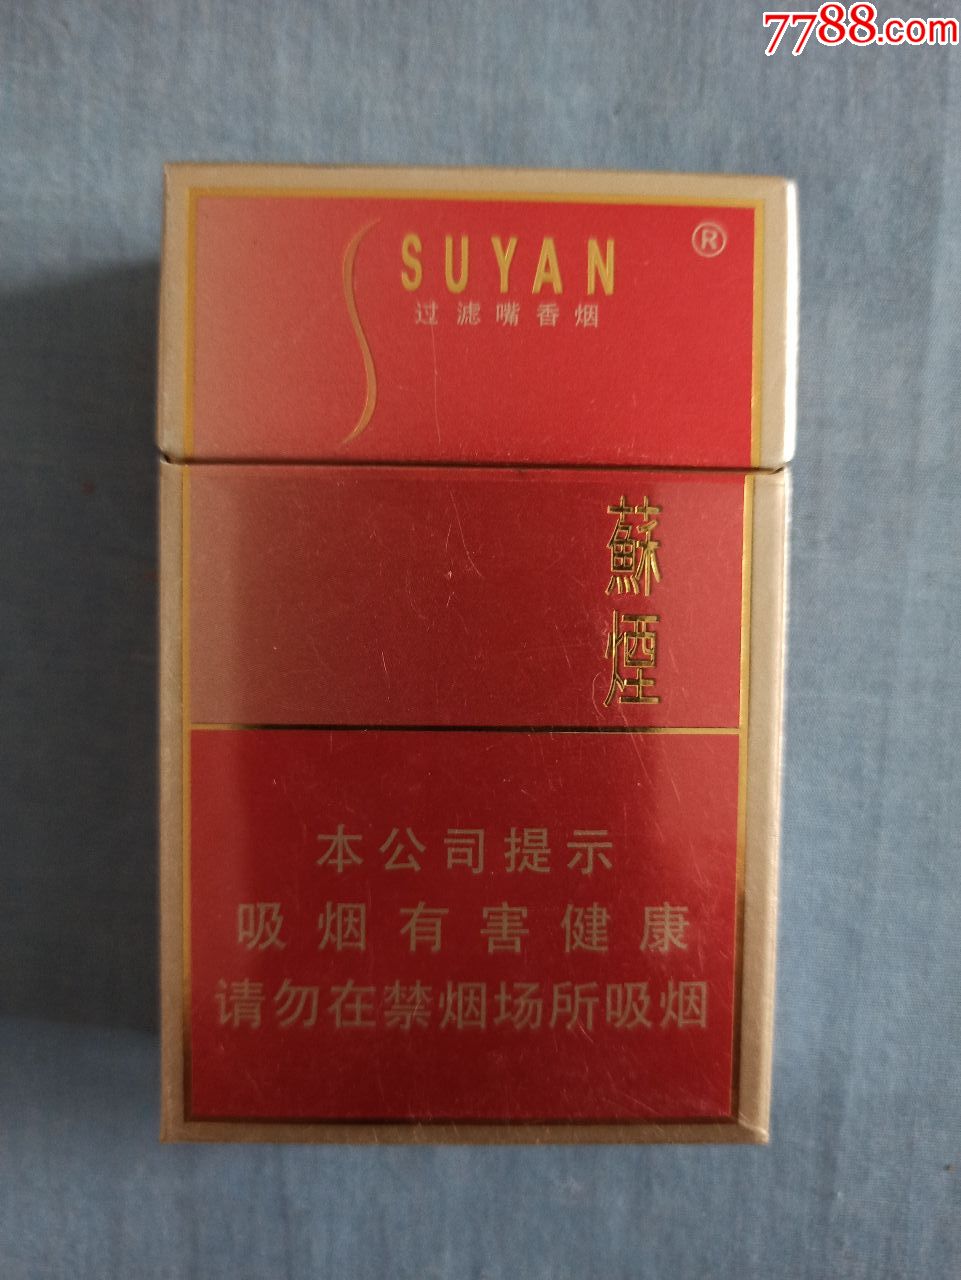 7788.com
SUYAN
®
过滤嘴香烟
蘇煙
本公司提示
吸烟有害健康
请勿在禁烟场所吸烟